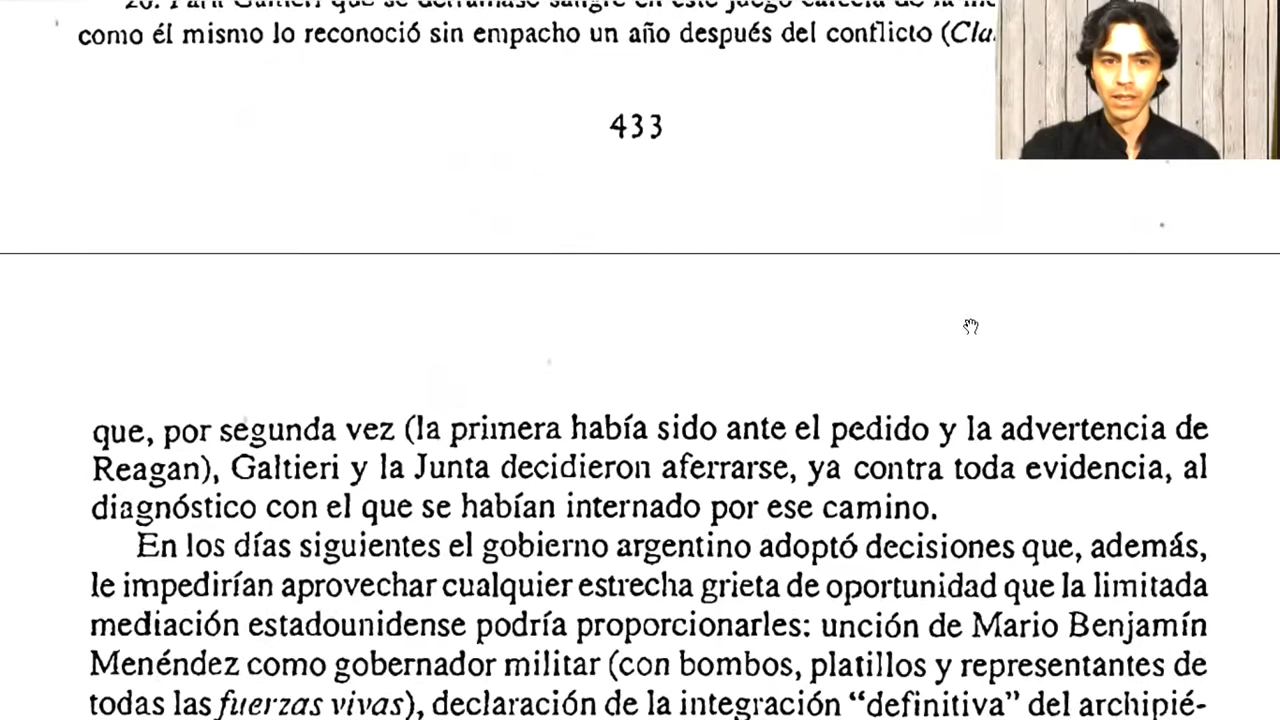 como él mismo lo reconoció sin empacho un año después del conflicto (Cla
433
que, por segunda vez (la primera había sido ante el pedido y la advertencia de
Reagan), Galtieri y la Junta decidieron aferrarse, ya contra toda evidencia, al
diagnóstico con el que se habían internado por ese camino.
En los días siguientes el gobierno argentino adoptó decisiones que, además,
le impedirían aprovechar cualquier estrecha grieta de oportunidad que la limitada
mediación estadounidense podría proporcionarles: unción de Mario Benjamín
Menéndez como gobernador militar (con bombos, platillos y representantes de
todas las fuerzas vivas), declaración de la integración “definitiva” del archipié-